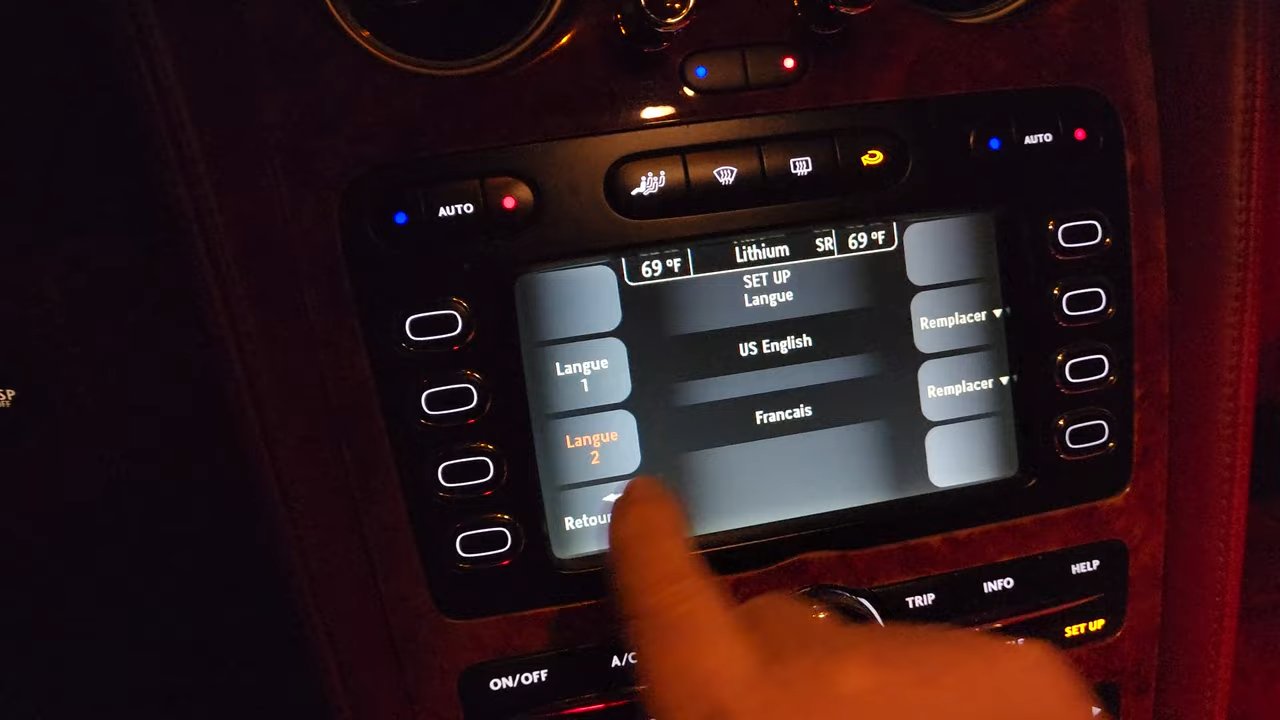 AUTO
AUTO
69 °F
Lithium
SR
69 °F
SET UP
Langue
Langue
1
US English
Remplacer
Langue
2
Francais
Remplacer
TRIP
INFO
HELP
SET UP
ON/OFF
A/C